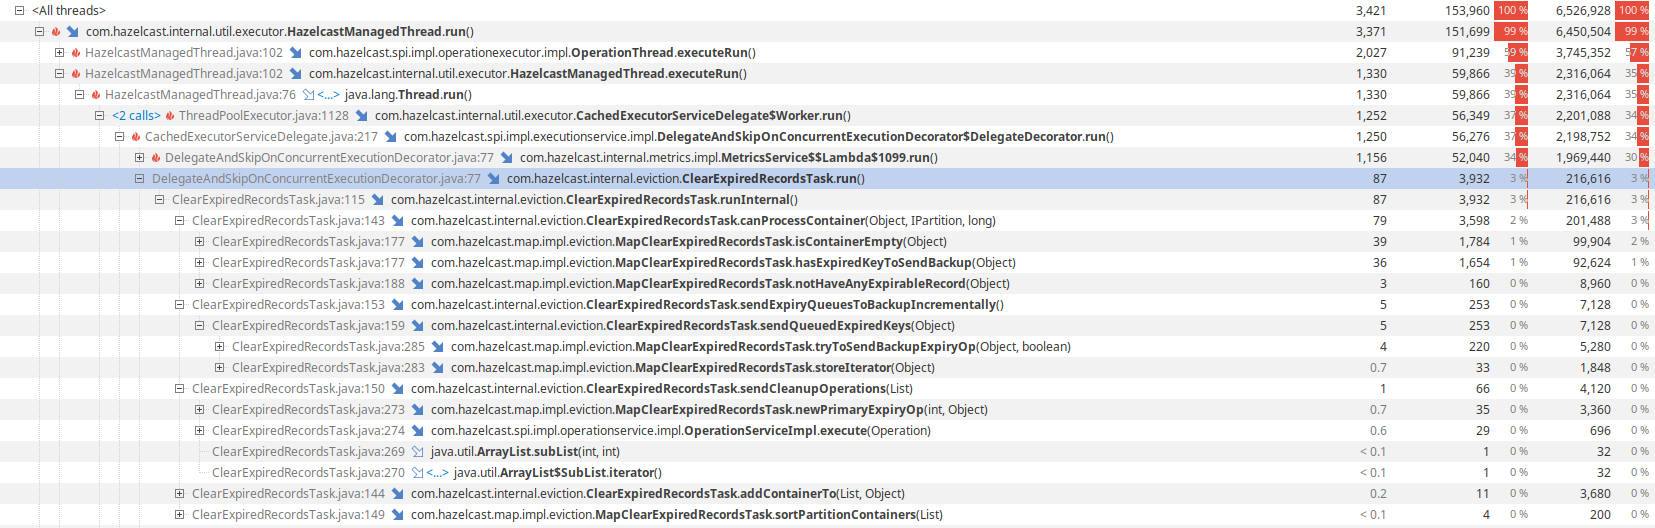 <All threads> 3,421 153,960 100 % 6,526,928 100 %
com.hazelcast.internal.util.executor.HazelcastManagedThread.run() 3,371 151,699 99 % 6,450,504 99 %
HazelcastManagedThread.java:102 com.hazelcast.spi.impl.operationexecutor.impl.OperationThread.executeRun() 2,027 91,239 59 % 3,745,352 57 %
HazelcastManagedThread.java:102 com.hazelcast.internal.util.executor.HazelcastManagedThread.executeRun() 1,330 59,866 39 % 2,316,064 35 %
HazelcastManagedThread.java:76 <...> java.lang.Thread.run() 1,330 59,866 39 % 2,316,064 35 %
<2 calls> ThreadPoolExecutor.java:1128 com.hazelcast.internal.util.executor.CachedExecutorServiceDelegate$Worker.run() 1,252 56,349 37 % 2,201,088 34 %
CachedExecutorServiceDelegate.java:217 com.hazelcast.spi.impl.executionservice.impl.DelegateAndSkipOnConcurrentExecutionDecorator$DelegateDecorator.run() 1,250 56,276 37 % 2,198,752 34 %
DelegateAndSkipOnConcurrentExecutionDecorator.java:77 com.hazelcast.internal.metrics.impl.MetricsService$$Lambda$1099.run() 1,156 52,040 34 % 1,969,440 30 %
DelegateAndSkipOnConcurrentExecutionDecorator.java:77 com.hazelcast.internal.eviction.ClearExpiredRecordsTask.run() 87 3,932 3 % 216,616 3 %
ClearExpiredRecordsTask.java:115 com.hazelcast.internal.eviction.ClearExpiredRecordsTask.runInternal() 87 3,932 3 % 216,616 3 %
ClearExpiredRecordsTask.java:143 com.hazelcast.internal.eviction.ClearExpiredRecordsTask.canProcessContainer(Object, IPartition, long) 79 3,598 2 % 201,488 3 %
ClearExpiredRecordsTask.java:177 com.hazelcast.map.impl.eviction.MapClearExpiredRecordsTask.isContainerEmpty(Object) 39 1,784 1 % 99,904 2 %
ClearExpiredRecordsTask.java:177 com.hazelcast.map.impl.eviction.MapClearExpiredRecordsTask.hasExpiredKeyToSendBackup(Object) 36 1,654 1 % 92,624 1 %
ClearExpiredRecordsTask.java:188 com.hazelcast.map.impl.eviction.MapClearExpiredRecordsTask.notHaveAnyExpirableRecord(Object) 3 160 0 % 8,960 0 %
ClearExpiredRecordsTask.java:153 com.hazelcast.internal.eviction.ClearExpiredRecordsTask.sendExpiryQueuesToBackupIncrementally() 5 253 0 % 7,128 0 %
ClearExpiredRecordsTask.java:159 com.hazelcast.internal.eviction.ClearExpiredRecordsTask.sendQueuedExpiredKeys(Object) 5 253 0 % 7,128 0 %
ClearExpiredRecordsTask.java:285 com.hazelcast.map.impl.eviction.MapClearExpiredRecordsTask.tryToSendBackupExpiryOp(Object, boolean) 4 220 0 % 5,280 0 %
ClearExpiredRecordsTask.java:283 com.hazelcast.map.impl.eviction.MapClearExpiredRecordsTask.storeIterator(Object) 0.7 33 0 % 1,848 0 %
ClearExpiredRecordsTask.java:150 com.hazelcast.internal.eviction.ClearExpiredRecordsTask.sendCleanupOperations(List) 1 66 0 % 4,120 0 %
ClearExpiredRecordsTask.java:273 com.hazelcast.map.impl.eviction.MapClearExpiredRecordsTask.newPrimaryExpiryOp(int, Object) 0.7 35 0 % 3,360 0 %
ClearExpiredRecordsTask.java:274 com.hazelcast.spi.impl.operationservice.impl.OperationServiceImpl.execute(Operation) 0.6 29 0 % 696 0 %
ClearExpiredRecordsTask.java:269 java.util.ArrayList.subList(int, int) < 0.1 1 0 % 32 0 %
ClearExpiredRecordsTask.java:270 <...> java.util.ArrayList$SubList.iterator() < 0.1 1 0 % 32 0 %
ClearExpiredRecordsTask.java:144 com.hazelcast.internal.eviction.ClearExpiredRecordsTask.addContainerTo(List, Object) 0.2 11 0 % 3,680 0 %
ClearExpiredRecordsTask.java:149 com.hazelcast.map.impl.eviction.MapClearExpiredRecordsTask.sortPartitionContainers(List) < 0.1 4 0 % 200 0 %